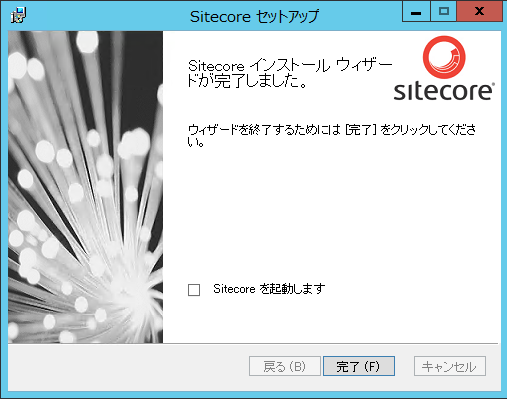 Sitecore セットアップ
Sitecore インストール ウィザー
ドが完了しました。
sitecore
ウィザードを終了するためには [完了] をクリックしてくださ
い。
Sitecore を起動します
戻る (B)
完了 (F)
キャンセル